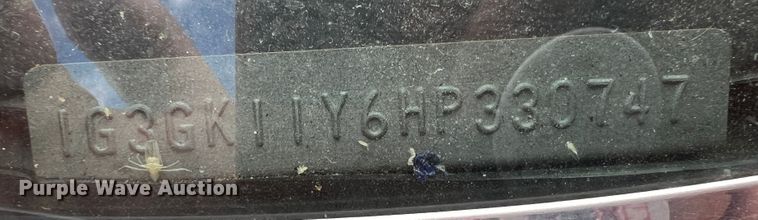 1G3GK11Y6HP330747
Purple Wave Auction